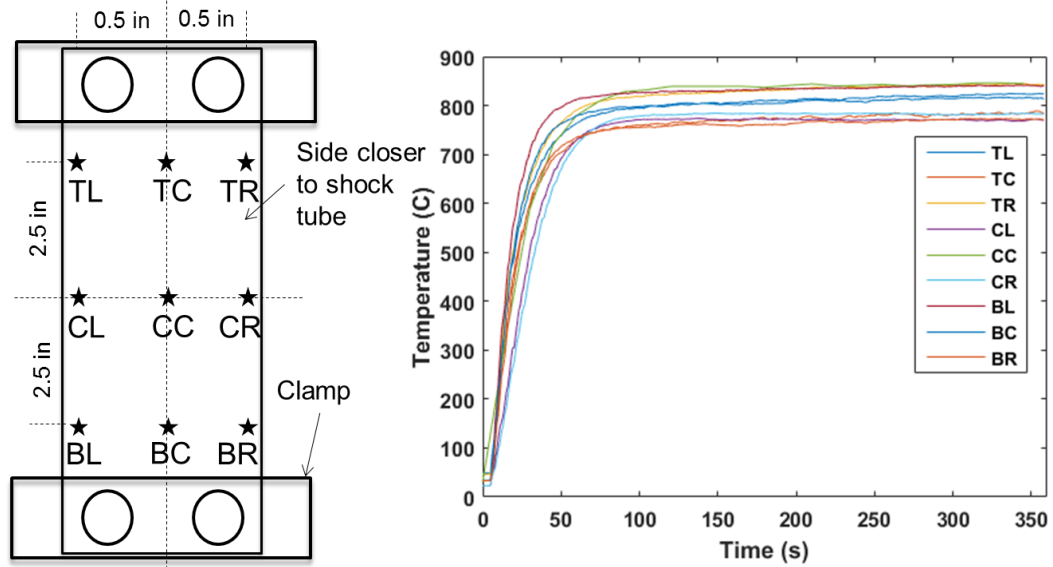 0.5 in 0.5 in
TL TC TR
Side closer
to shock
tube
2.5 in
CL CC CR
2.5 in
Clamp
BL BC BR
900
800
700
600
500
400
300
200
100
0
Temperature (C)
0 50 100 150 200 250 300 350
Time (s)
TL
TC
TR
CL
CC
CR
BL
BC
BR